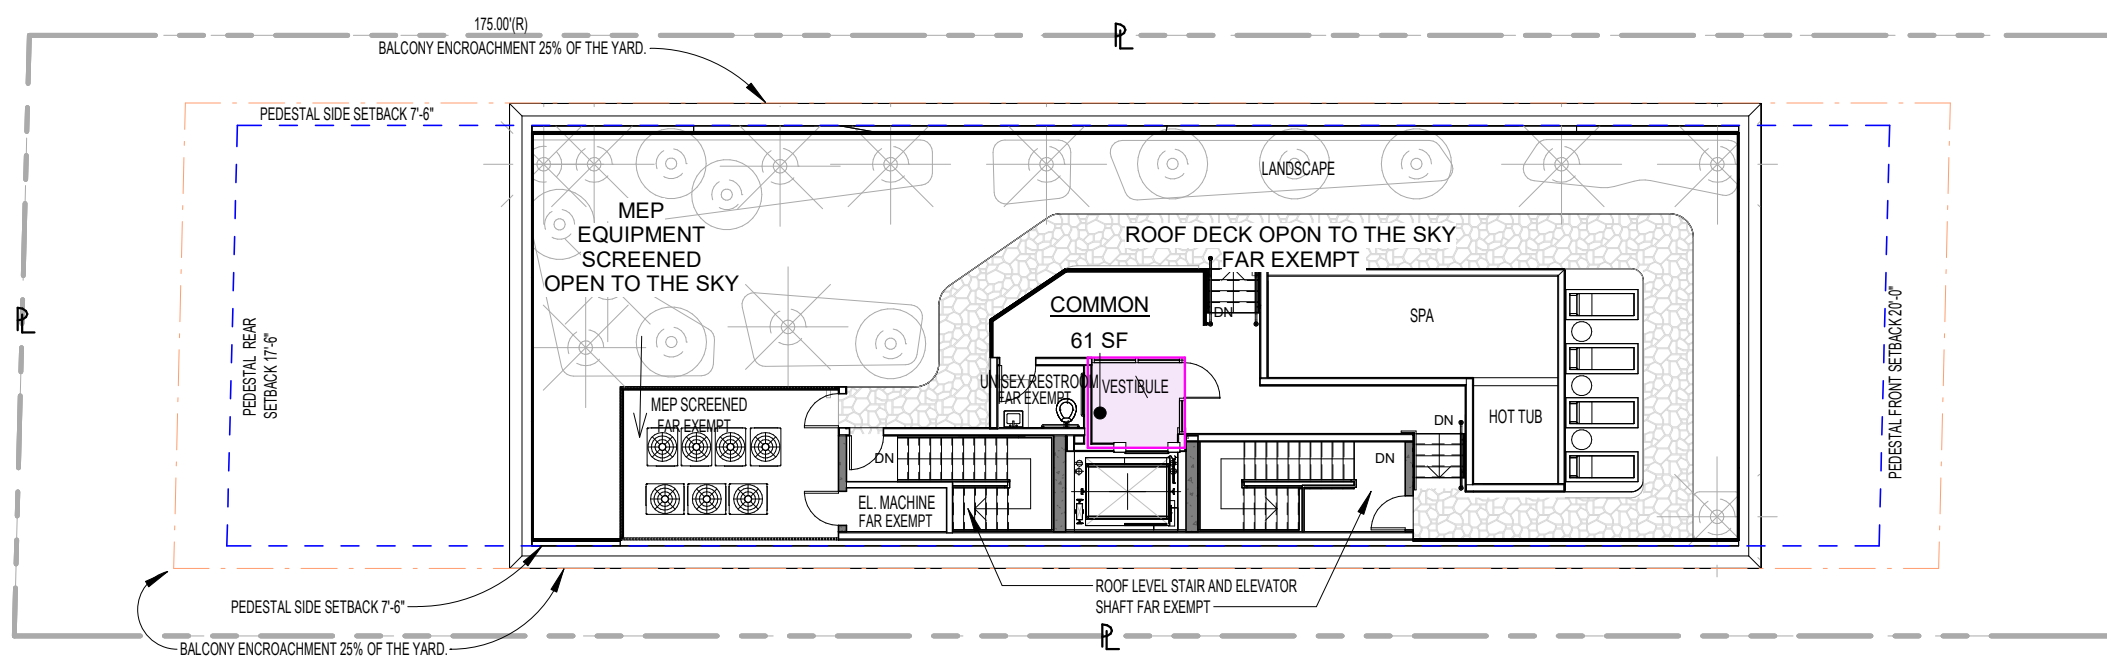 175.00'(R)
BALCONY ENCROACHMENT 25% OF THE YARD.
PL
PEDESTAL SIDE SETBACK 7'-6"
LANDSCAPE
MEP
EQUIPMENT
SCREENED
OPEN TO THE SKY
ROOF DECK OPON TO THE SKY
FAR EXEMPT
COMMON
61 SF
DN
SPA
PL
PEDESTAL REAR
SETBACK 17'-6"
PEDESTAL FRONT SETBACK 20'-0"
UNISEX RESTROOM
FAR EXEMPT
VESTIBULE
MEP SCREENED
FAR EXEMPT
HOT TUB
DN
DN
DN
EL. MACHINE
FAR EXEMPT
ROOF LEVEL STAIR AND ELEVATOR
SHAFT FAR EXEMPT
PEDESTAL SIDE SETBACK 7'-6"
BALCONY ENCROACHMENT 25% OF THE YARD.
PL